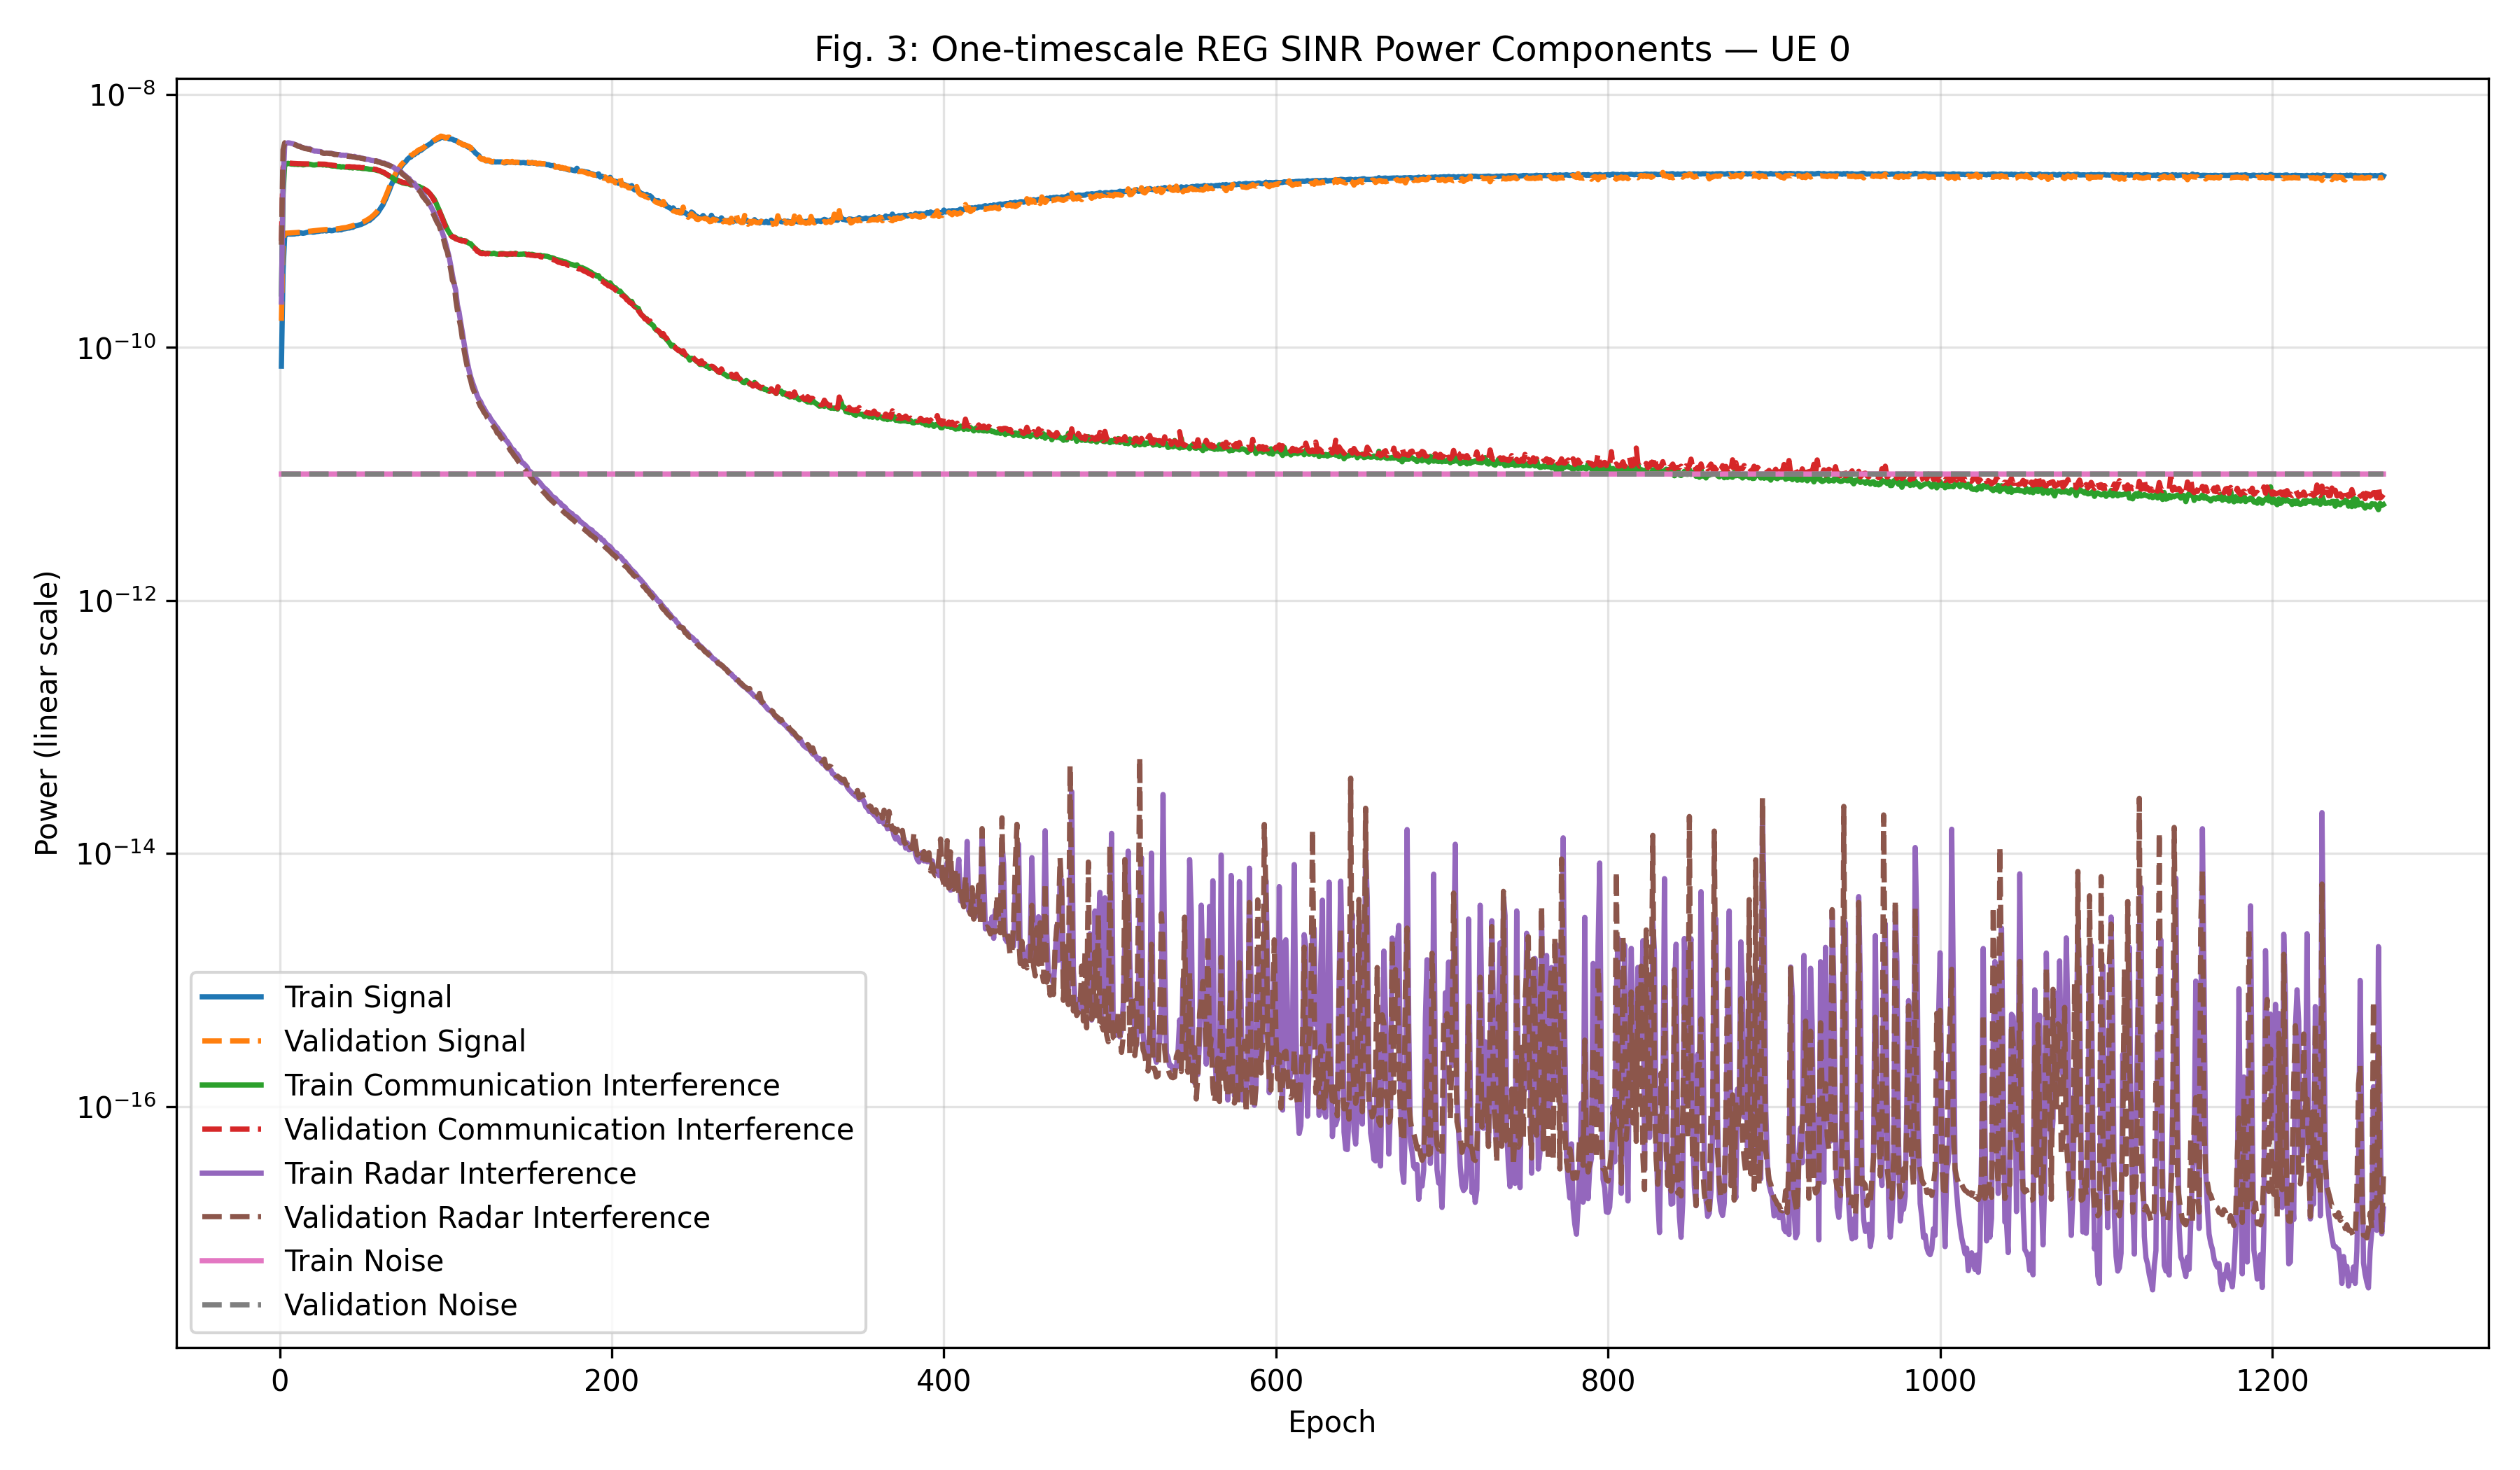 Fig. 3: One-timescale REG SINR Power Components — UE 0
10⁻⁸
10⁻¹⁰
10⁻¹²
10⁻¹⁴
10⁻¹⁶
Power (linear scale)
Train Signal
Validation Signal
Train Communication Interference
Validation Communication Interference
Train Radar Interference
Validation Radar Interference
Train Noise
Validation Noise
0 200 400 600 800 1000 1200
Epoch